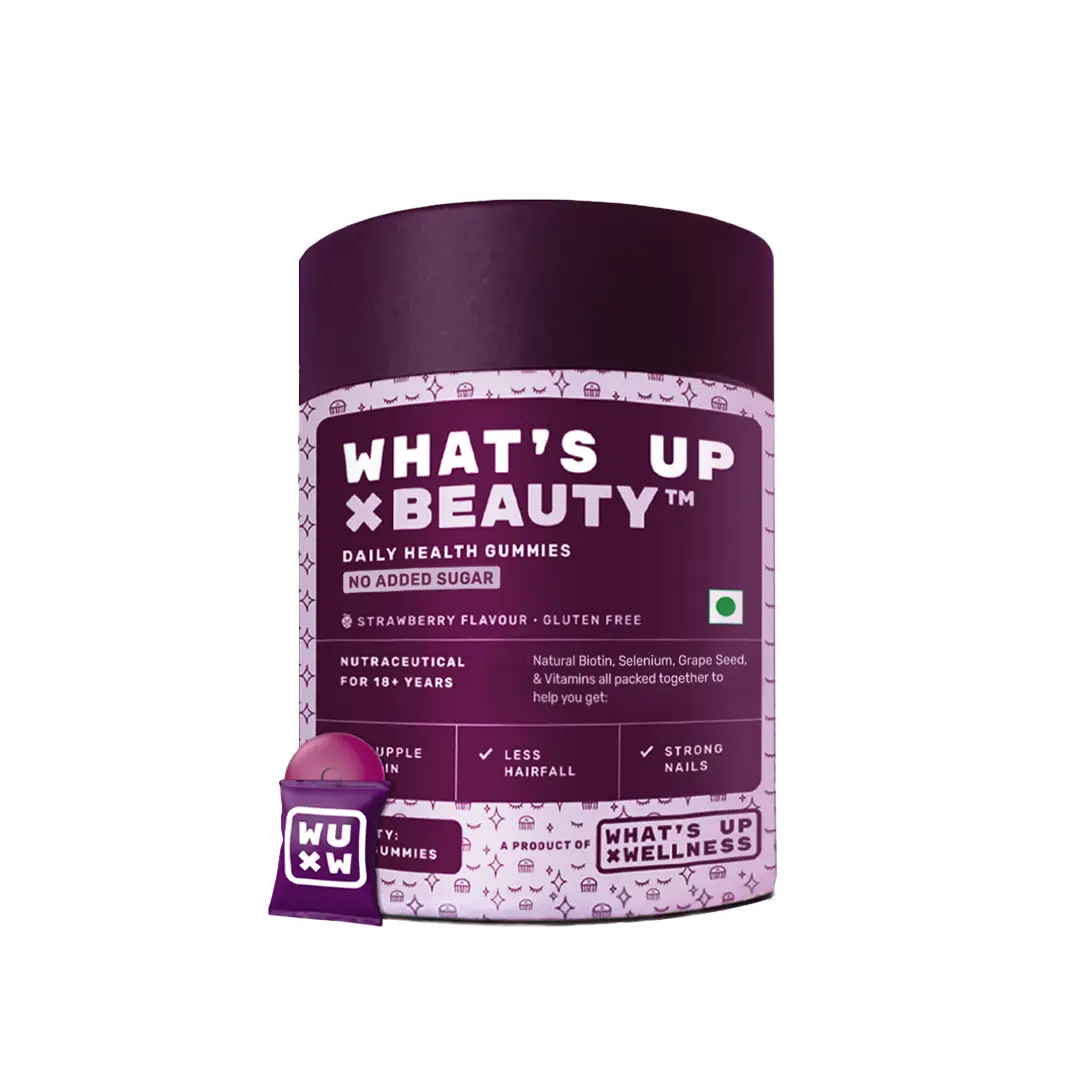 WHAT'S UP
×BEAUTY™
DAILY HEALTH GUMMIES
NO ADDED SUGAR
STRAWBERRY FLAVOUR · GLUTEN FREE
NUTRACEUTICAL
FOR 18+ YEARS
Natural Biotin, Selenium, Grape Seed,
& Vitamins all packed together to
help you get:
✓ LESS
HAIRFALL
✓ STRONG
NAILS
WU
×W
UMMIES
A PRODUCT OF
WHAT'S UP
×WELLNESS